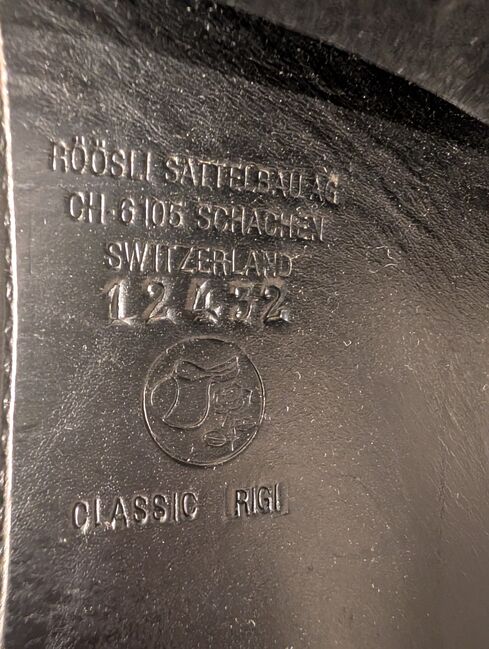 RÖÖSLI SATTELBAU AG
CH-6105 SCHACHEN
SWITZERLAND
12432
CLASSIC [RIGI]